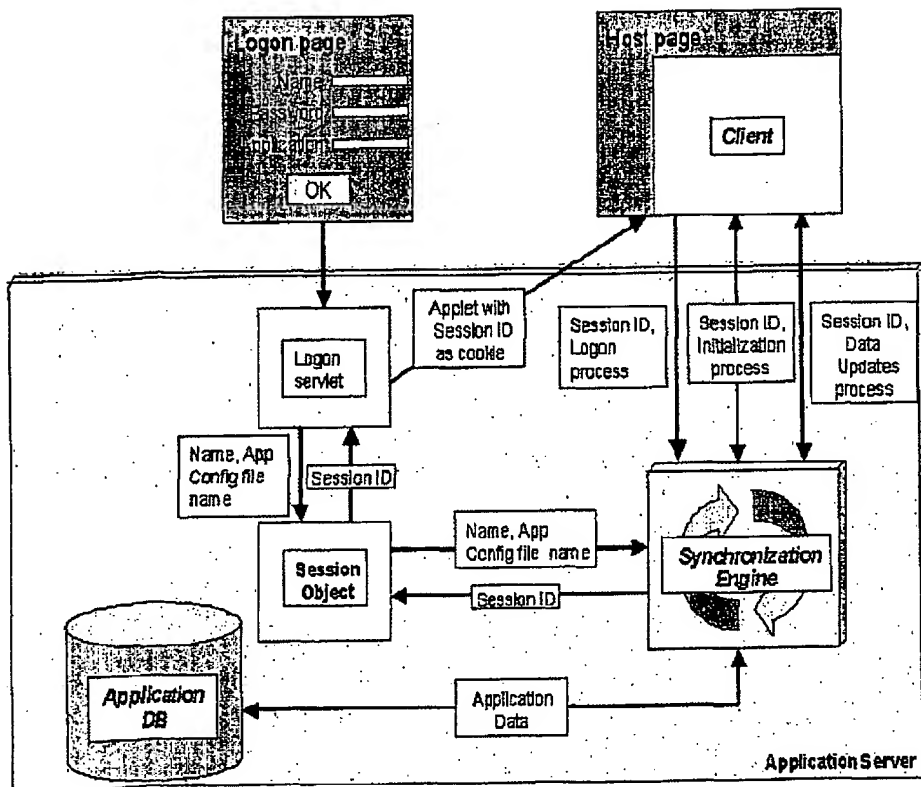 Logon page
Name
Password
Application
OK
Host page
Client
Applet with
Session ID
as cookie
Session ID,
Logon
process
Session ID,
Initialization
process
Session ID,
Data
Updates
process
Logon
servlet
Name, App
Config file
name
Session ID
Session
Object
Name, App
Config file name
Session ID
Synchronization
Engine
Application
DB
Application
Data
Application Server